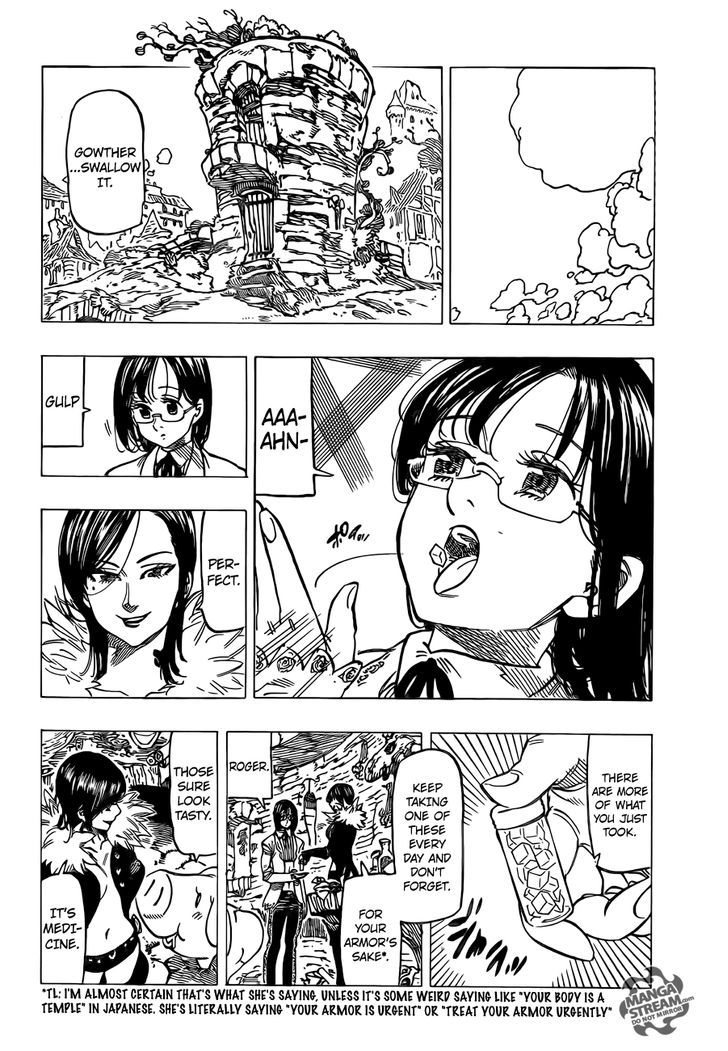 GOWTHER
...SWALLOW
IT.
AAA-
AHN-
GULP
PER-
FECT.
THERE
ARE MORE
OF WHAT
YOU JUST
TOOK.
KEEP
TAKING
ONE OF
THESE
EVERY
DAY AND
DON'T
FORGET.
FOR
YOUR
ARMOR'S
SAKE*.
ROGER.
THOSE
SURE
LOOK
TASTY.
IT'S
MEDI-
CINE.
*TL: I'M ALMOST CERTAIN THAT'S WHAT SHE'S SAYING, UNLESS IT'S SOME WEIRD SAYING LIKE "YOUR BODY IS A
TEMPLE" IN JAPANESE. SHE'S LITERALLY SAYING "YOUR ARMOR IS URGENT" OR "TREAT YOUR ARMOR URGENTLY"
MANGA
STREAM.com
DO NOT MIRROR!